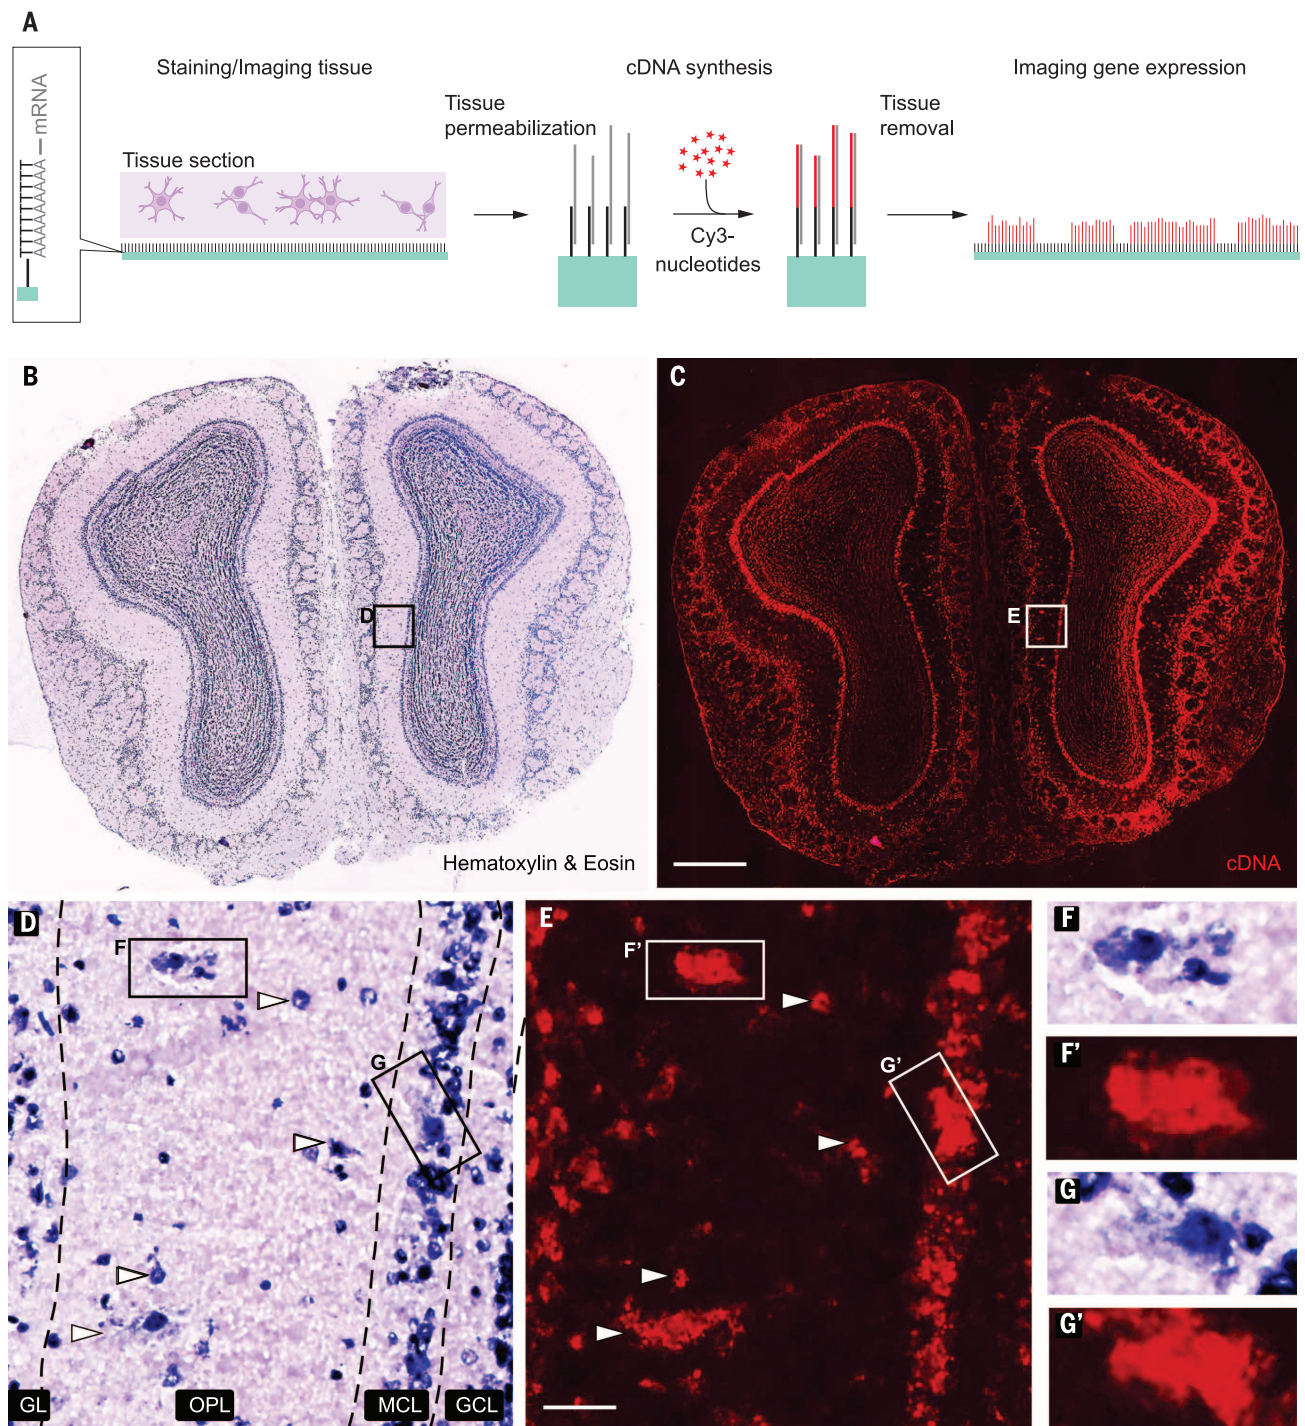 A
Staining/Imaging tissue
cDNA synthesis
Imaging gene expression
TTTTTTTTT
AAAAAAAAA — mRNA
Tissue section
Tissue
permeabilization
Cy3-
nucleotides
Tissue
removal
B
D
Hematoxylin & Eosin
C
E
cDNA
D
F
G
GL
OPL
MCL
GCL
E
F'
G'
F
F'
G
G'